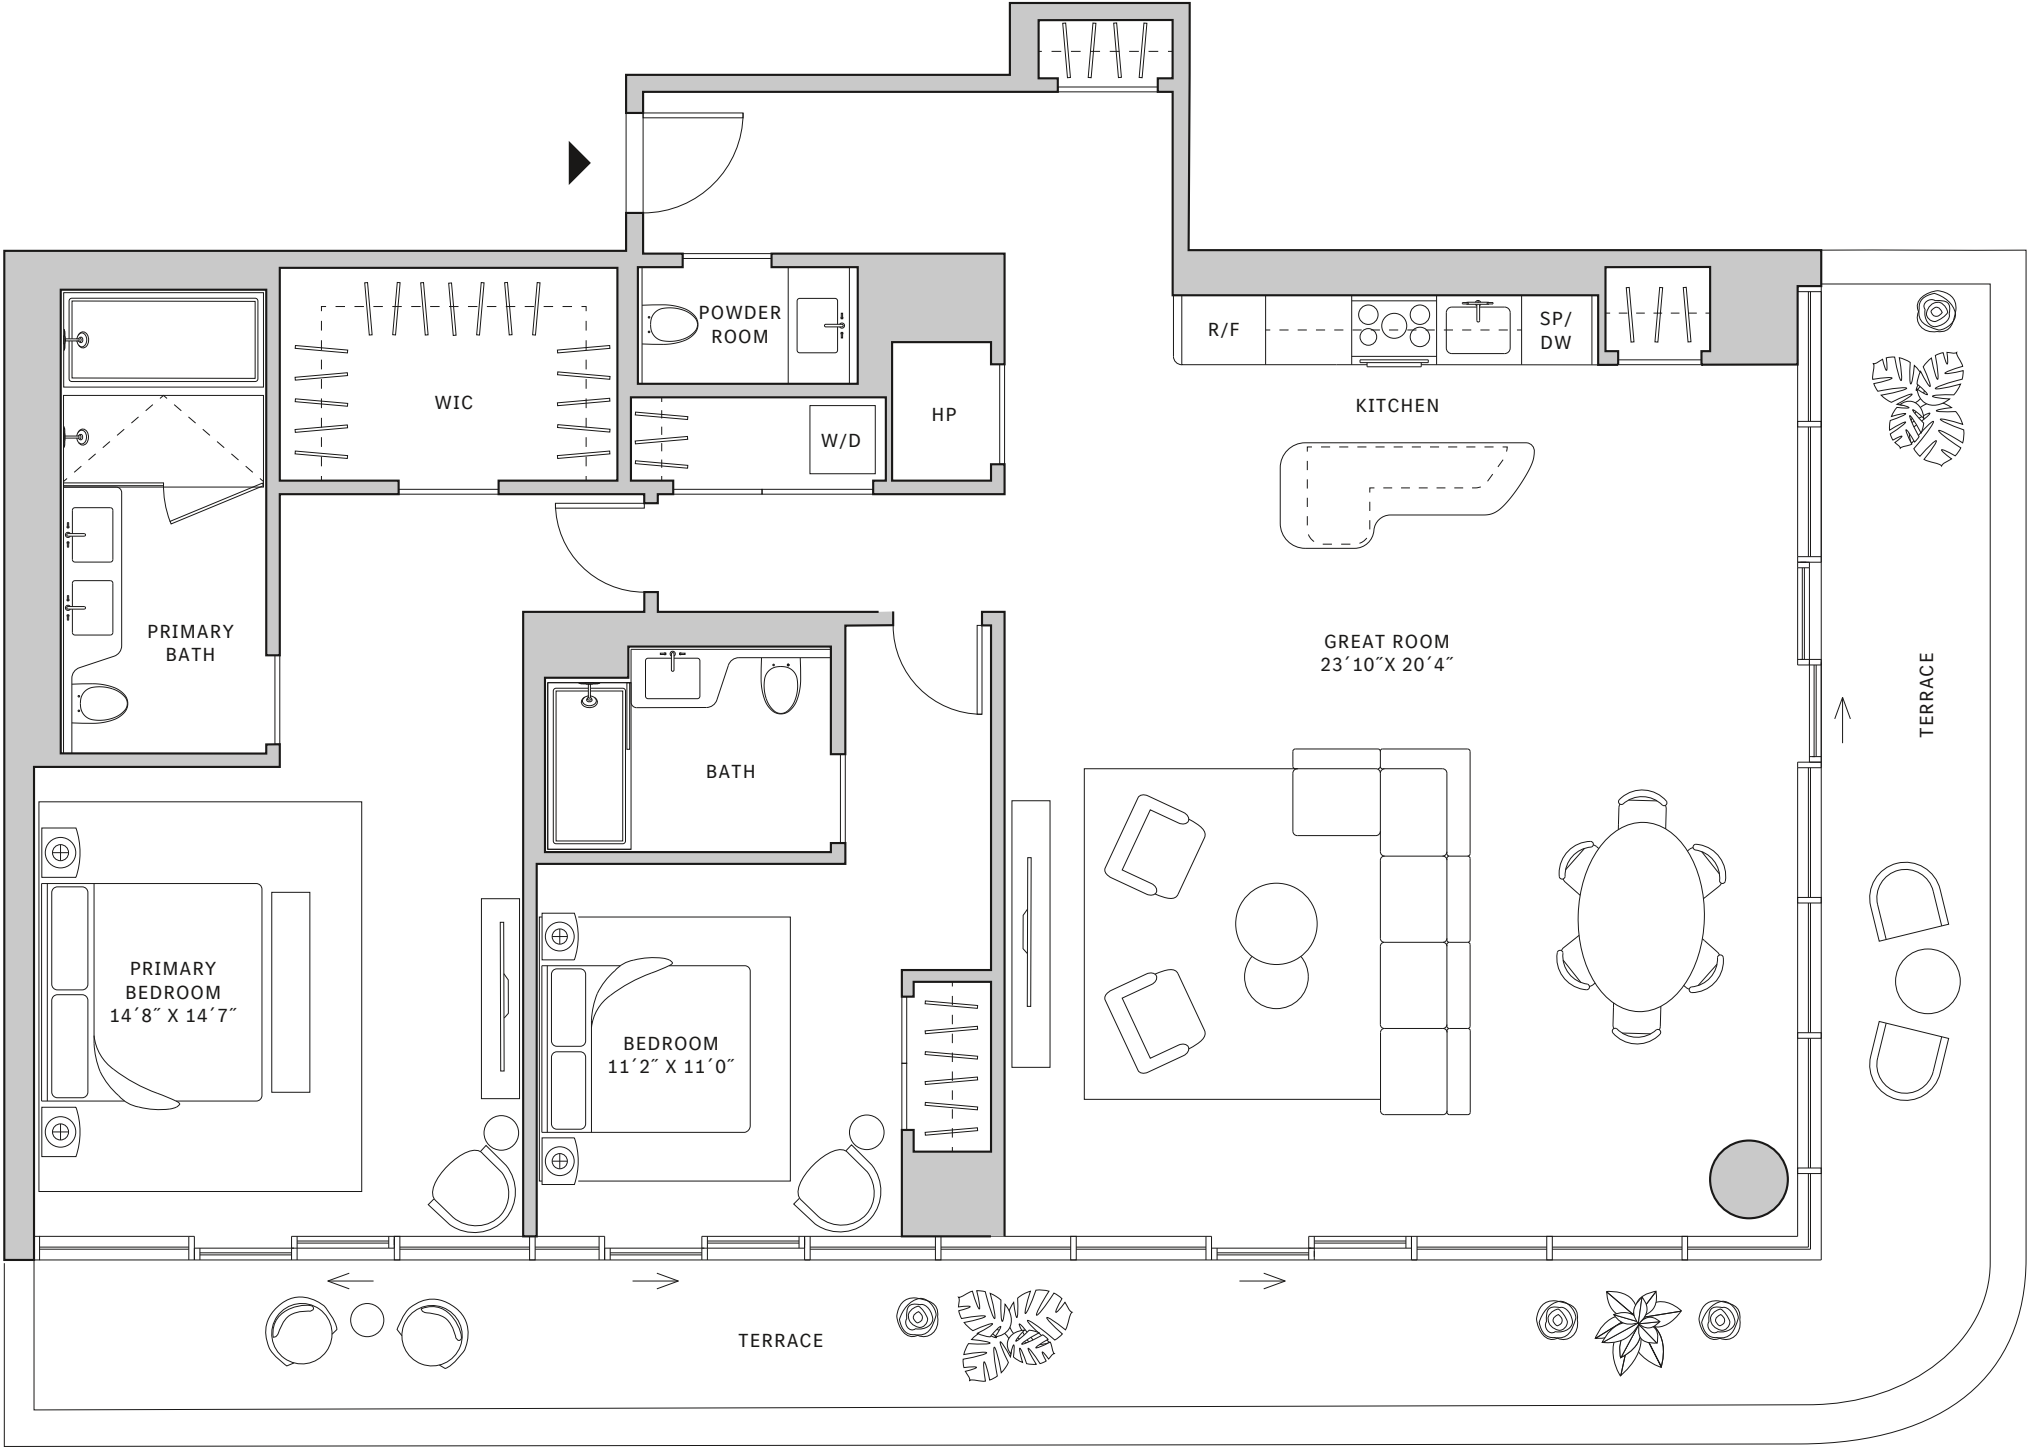 POWDER
ROOM
R/F
SP/
DW
WIC
KITCHEN
HP
W/D
PRIMARY
BATH
GREAT ROOM
23´10˝X 20´4˝
TERRACE
BATH
PRIMARY
BEDROOM
14´8˝ X 14´7˝
BEDROOM
11´2˝ X 11´0˝
TERRACE